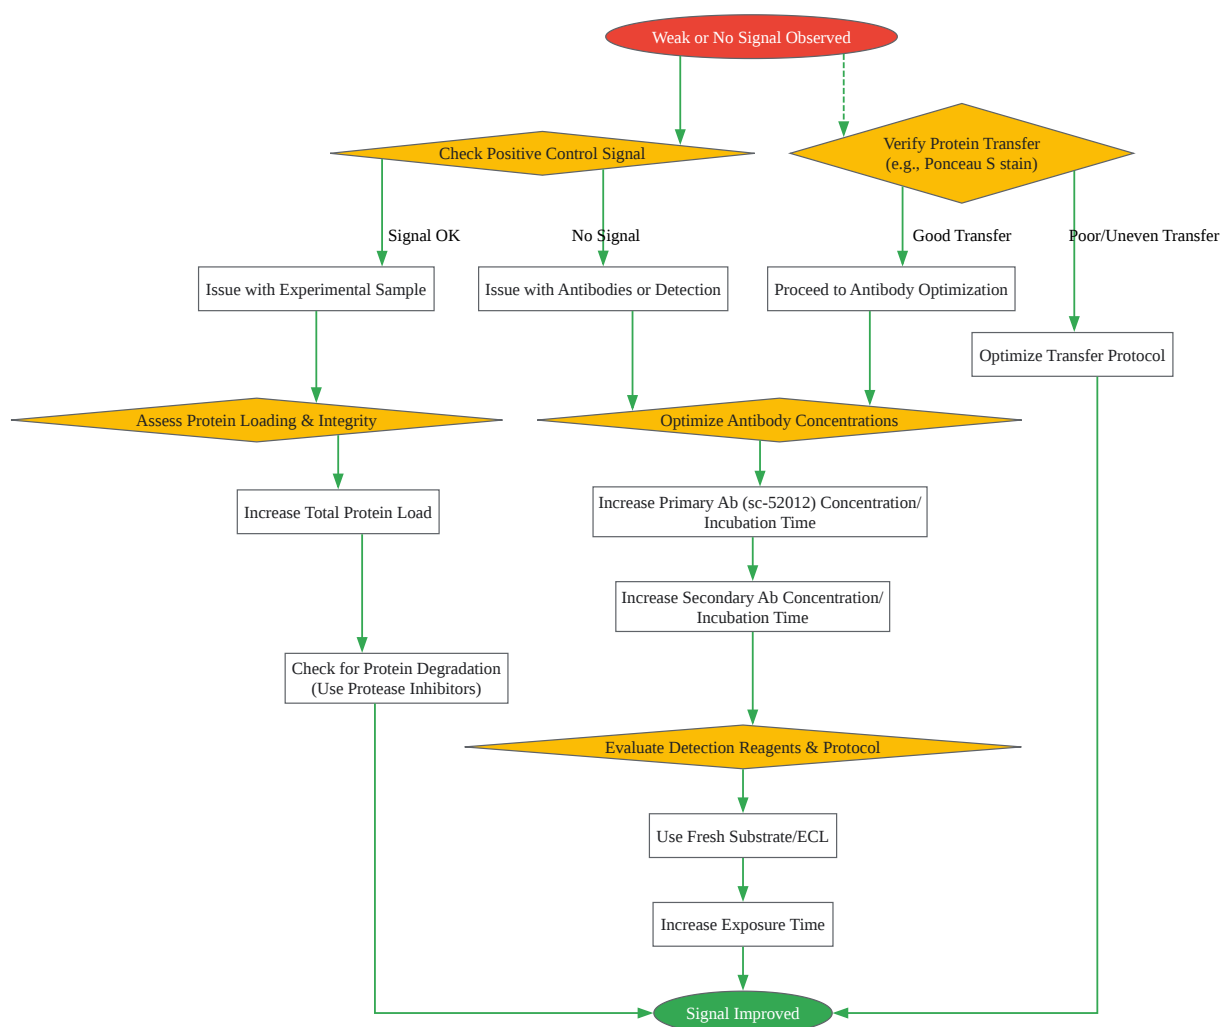 Weak or No Signal Observed
Check Positive Control Signal
Verify Protein Transfer
(e.g., Ponceau S stain)
Signal OK
No Signal
Good Transfer
Poor/Uneven Transfer
Issue with Experimental Sample
Issue with Antibodies or Detection
Proceed to Antibody Optimization
Optimize Transfer Protocol
Assess Protein Loading & Integrity
Optimize Antibody Concentrations
Increase Total Protein Load
Increase Primary Ab (sc-52012) Concentration/
Incubation Time
Increase Secondary Ab Concentration/
Incubation Time
Check for Protein Degradation
(Use Protease Inhibitors)
Evaluate Detection Reagents & Protocol
Use Fresh Substrate/ECL
Increase Exposure Time
Signal Improved